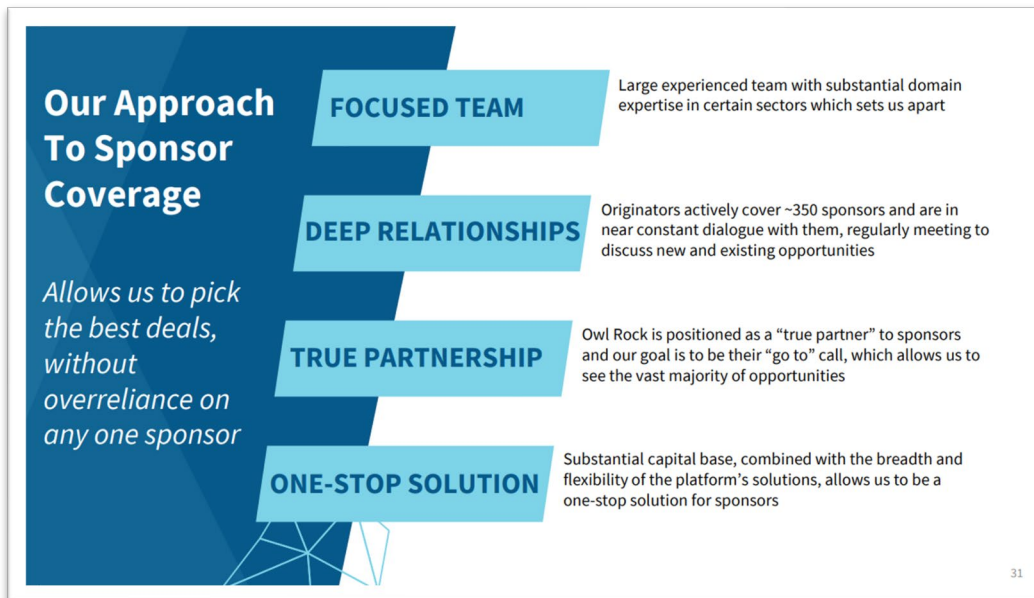 Our Approach
To Sponsor
Coverage
Allows us to pick
the best deals,
without
overreliance on
any one sponsor
FOCUSED TEAM
Large experienced team with substantial domain
expertise in certain sectors which sets us apart
DEEP RELATIONSHIPS
Originators actively cover ~350 sponsors and are in
near constant dialogue with them, regularly meeting to
discuss new and existing opportunities
TRUE PARTNERSHIP
Owl Rock is positioned as a “true partner” to sponsors
and our goal is to be their “go to” call, which allows us to
see the vast majority of opportunities
ONE-STOP SOLUTION
Substantial capital base, combined with the breadth and
flexibility of the platform’s solutions, allows us to be a
one-stop solution for sponsors
31